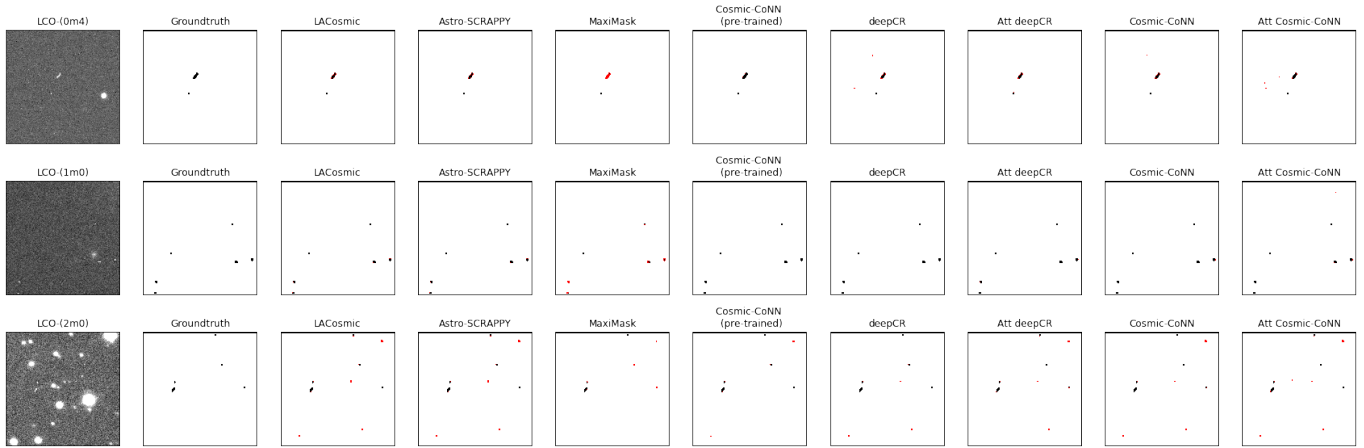 LCO-(0m4) Groundtruth LACosmic Astro-SCRAPPY MaxiMask Cosmic-CoNN (pre-trained) deepCR Att deepCR Cosmic-CoNN Att Cosmic-CoNN
LCO-(1m0) Groundtruth LACosmic Astro-SCRAPPY MaxiMask Cosmic-CoNN (pre-trained) deepCR Att deepCR Cosmic-CoNN Att Cosmic-CoNN
LCO-(2m0) Groundtruth LACosmic Astro-SCRAPPY MaxiMask Cosmic-CoNN (pre-trained) deepCR Att deepCR Cosmic-CoNN Att Cosmic-CoNN